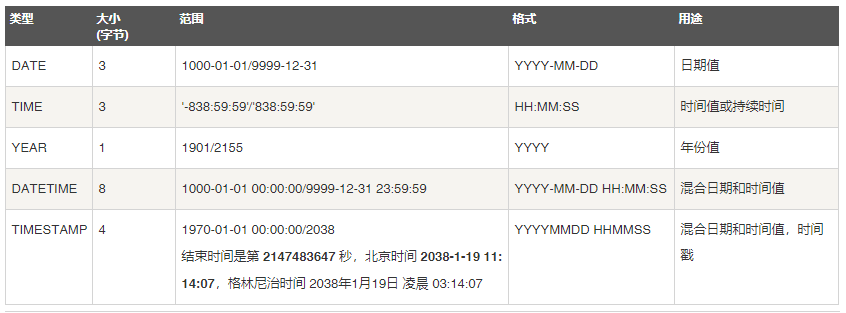 类型 大小 范围 格式 用途
(字节)
DATE 3 1000-01-01/9999-12-31 YYYY-MM-DD 日期值
TIME 3 '-838:59:59'/'838:59:59' HH:MM:SS 时间值或持续时间
YEAR 1 1901/2155 YYYY 年份值
DATETIME 8 1000-01-01 00:00:00/9999-12-31 23:59:59 YYYY-MM-DD HH:MM:SS 混合日期和时间值
TIMESTAMP 4 1970-01-01 00:00:00/2038 YYYYMMDD HHMMSS 混合日期和时间值，时间
结束时间是第 2147483647 秒，北京时间 2038-1-19 11: 戳
14:07，格林尼治时间 2038年1月19日 凌晨 03:14:07